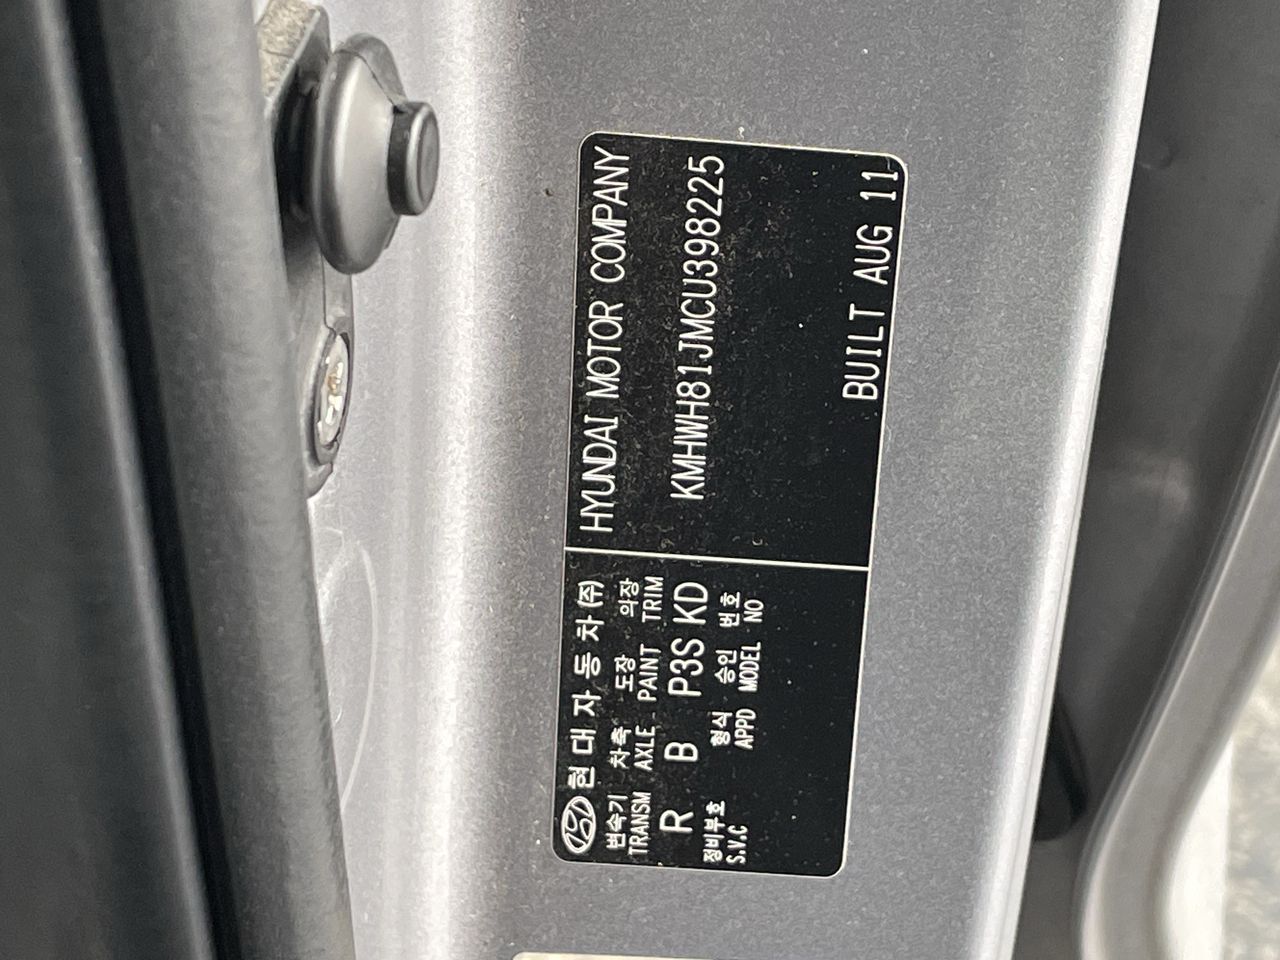 현대자동차(주)
변속기 차축 도장 의장
TRANSM AXLE PAINT TRIM
R B P3S KD
정비부호 형식 승인 번호
S.V.C APPD MODEL NO
HYUNDAI MOTOR COMPANY
KMHWH81JMCU398225
BUILT AUG 11